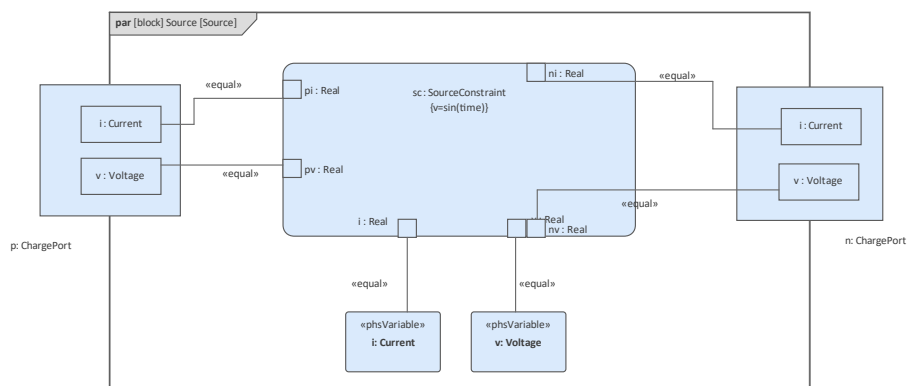 par [block] Source [Source]
«equal»
pi : Real
sc : SourceConstraint
{v=sin(time)}
ni : Real
«equal»
i : Current
i : Current
v : Voltage
pv : Real
«equal»
v : Voltage
«equal»
i : Real
Real
nv : Real
p: ChargePort
n: ChargePort
«equal»
«equal»
«phsVariable»
i: Current
«phsVariable»
v: Voltage